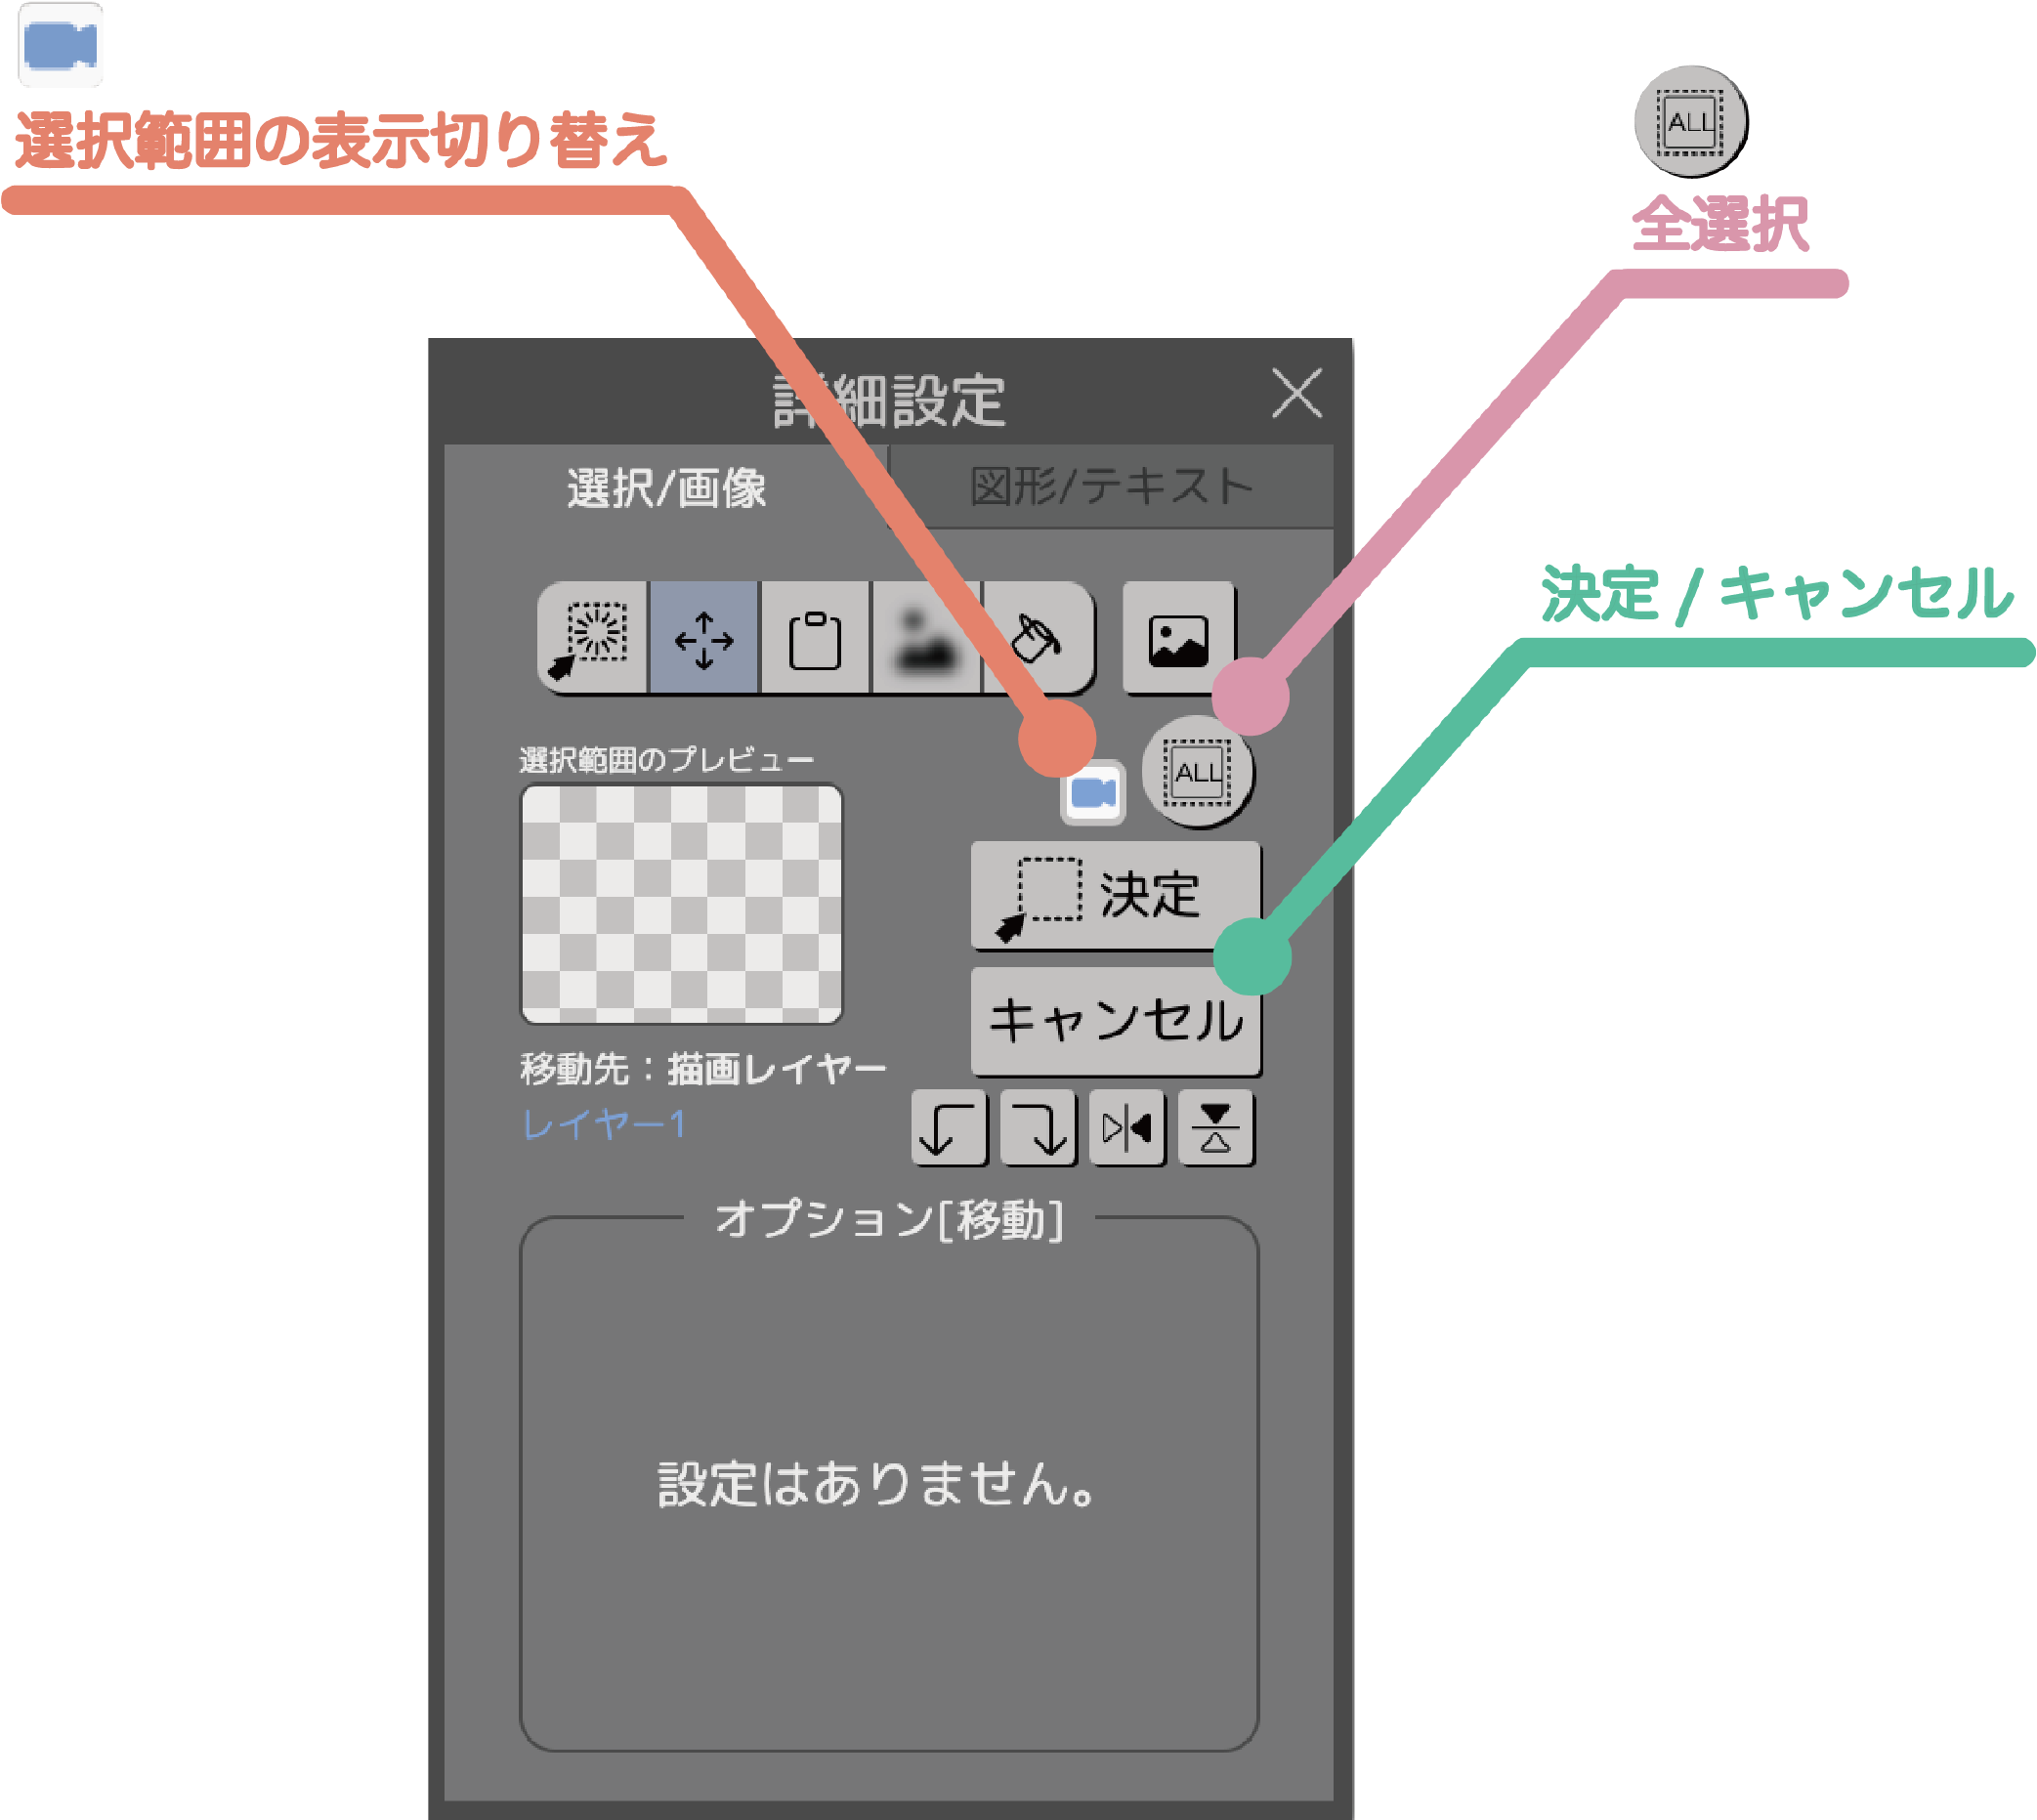 選択範囲の表示切り替え
ALL
全選択
詳細設定
選択/画像
図形/テキスト
決定 / キャンセル
選択範囲のプレビュー
ALL
決定
キャンセル
移動先：描画レイヤー
レイヤー1
オプション[移動]
設定はありません。